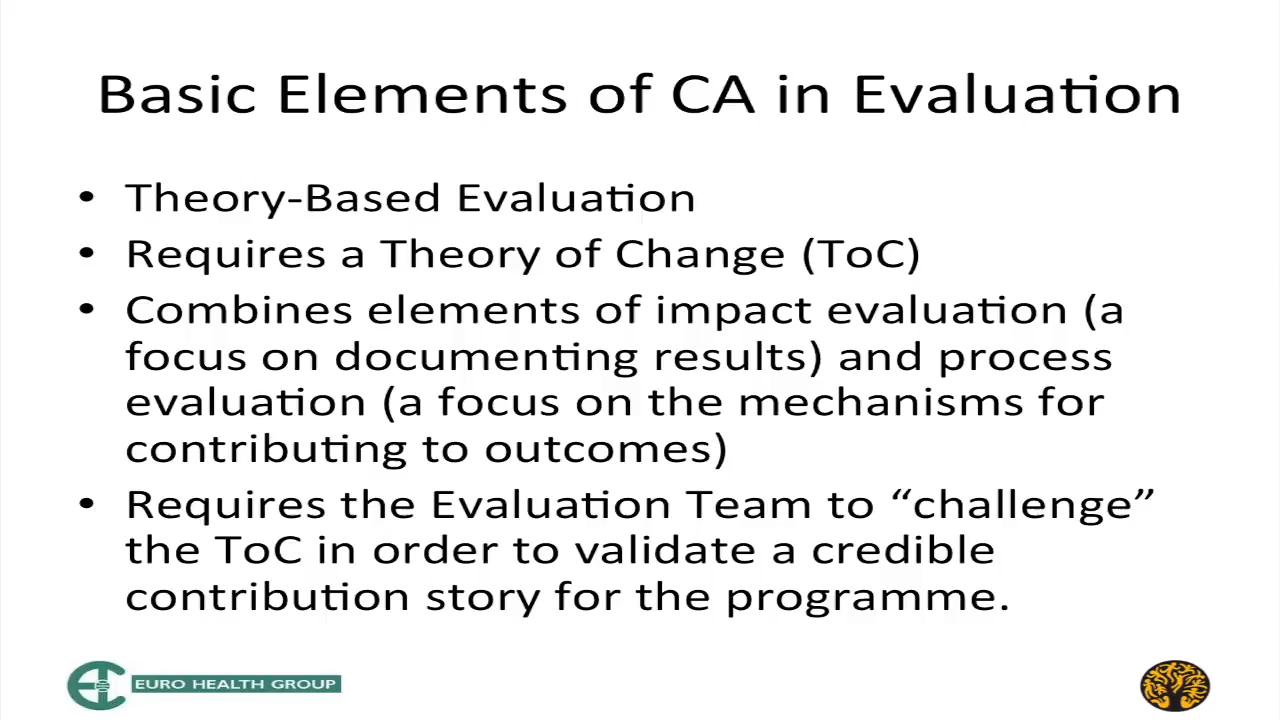 Basic Elements of CA in Evaluation
• Theory-Based Evaluation
• Requires a Theory of Change (ToC)
• Combines elements of impact evaluation (a
focus on documenting results) and process
evaluation (a focus on the mechanisms for
contributing to outcomes)
• Requires the Evaluation Team to “challenge”
the ToC in order to validate a credible
contribution story for the programme.
EURO HEALTH GROUP